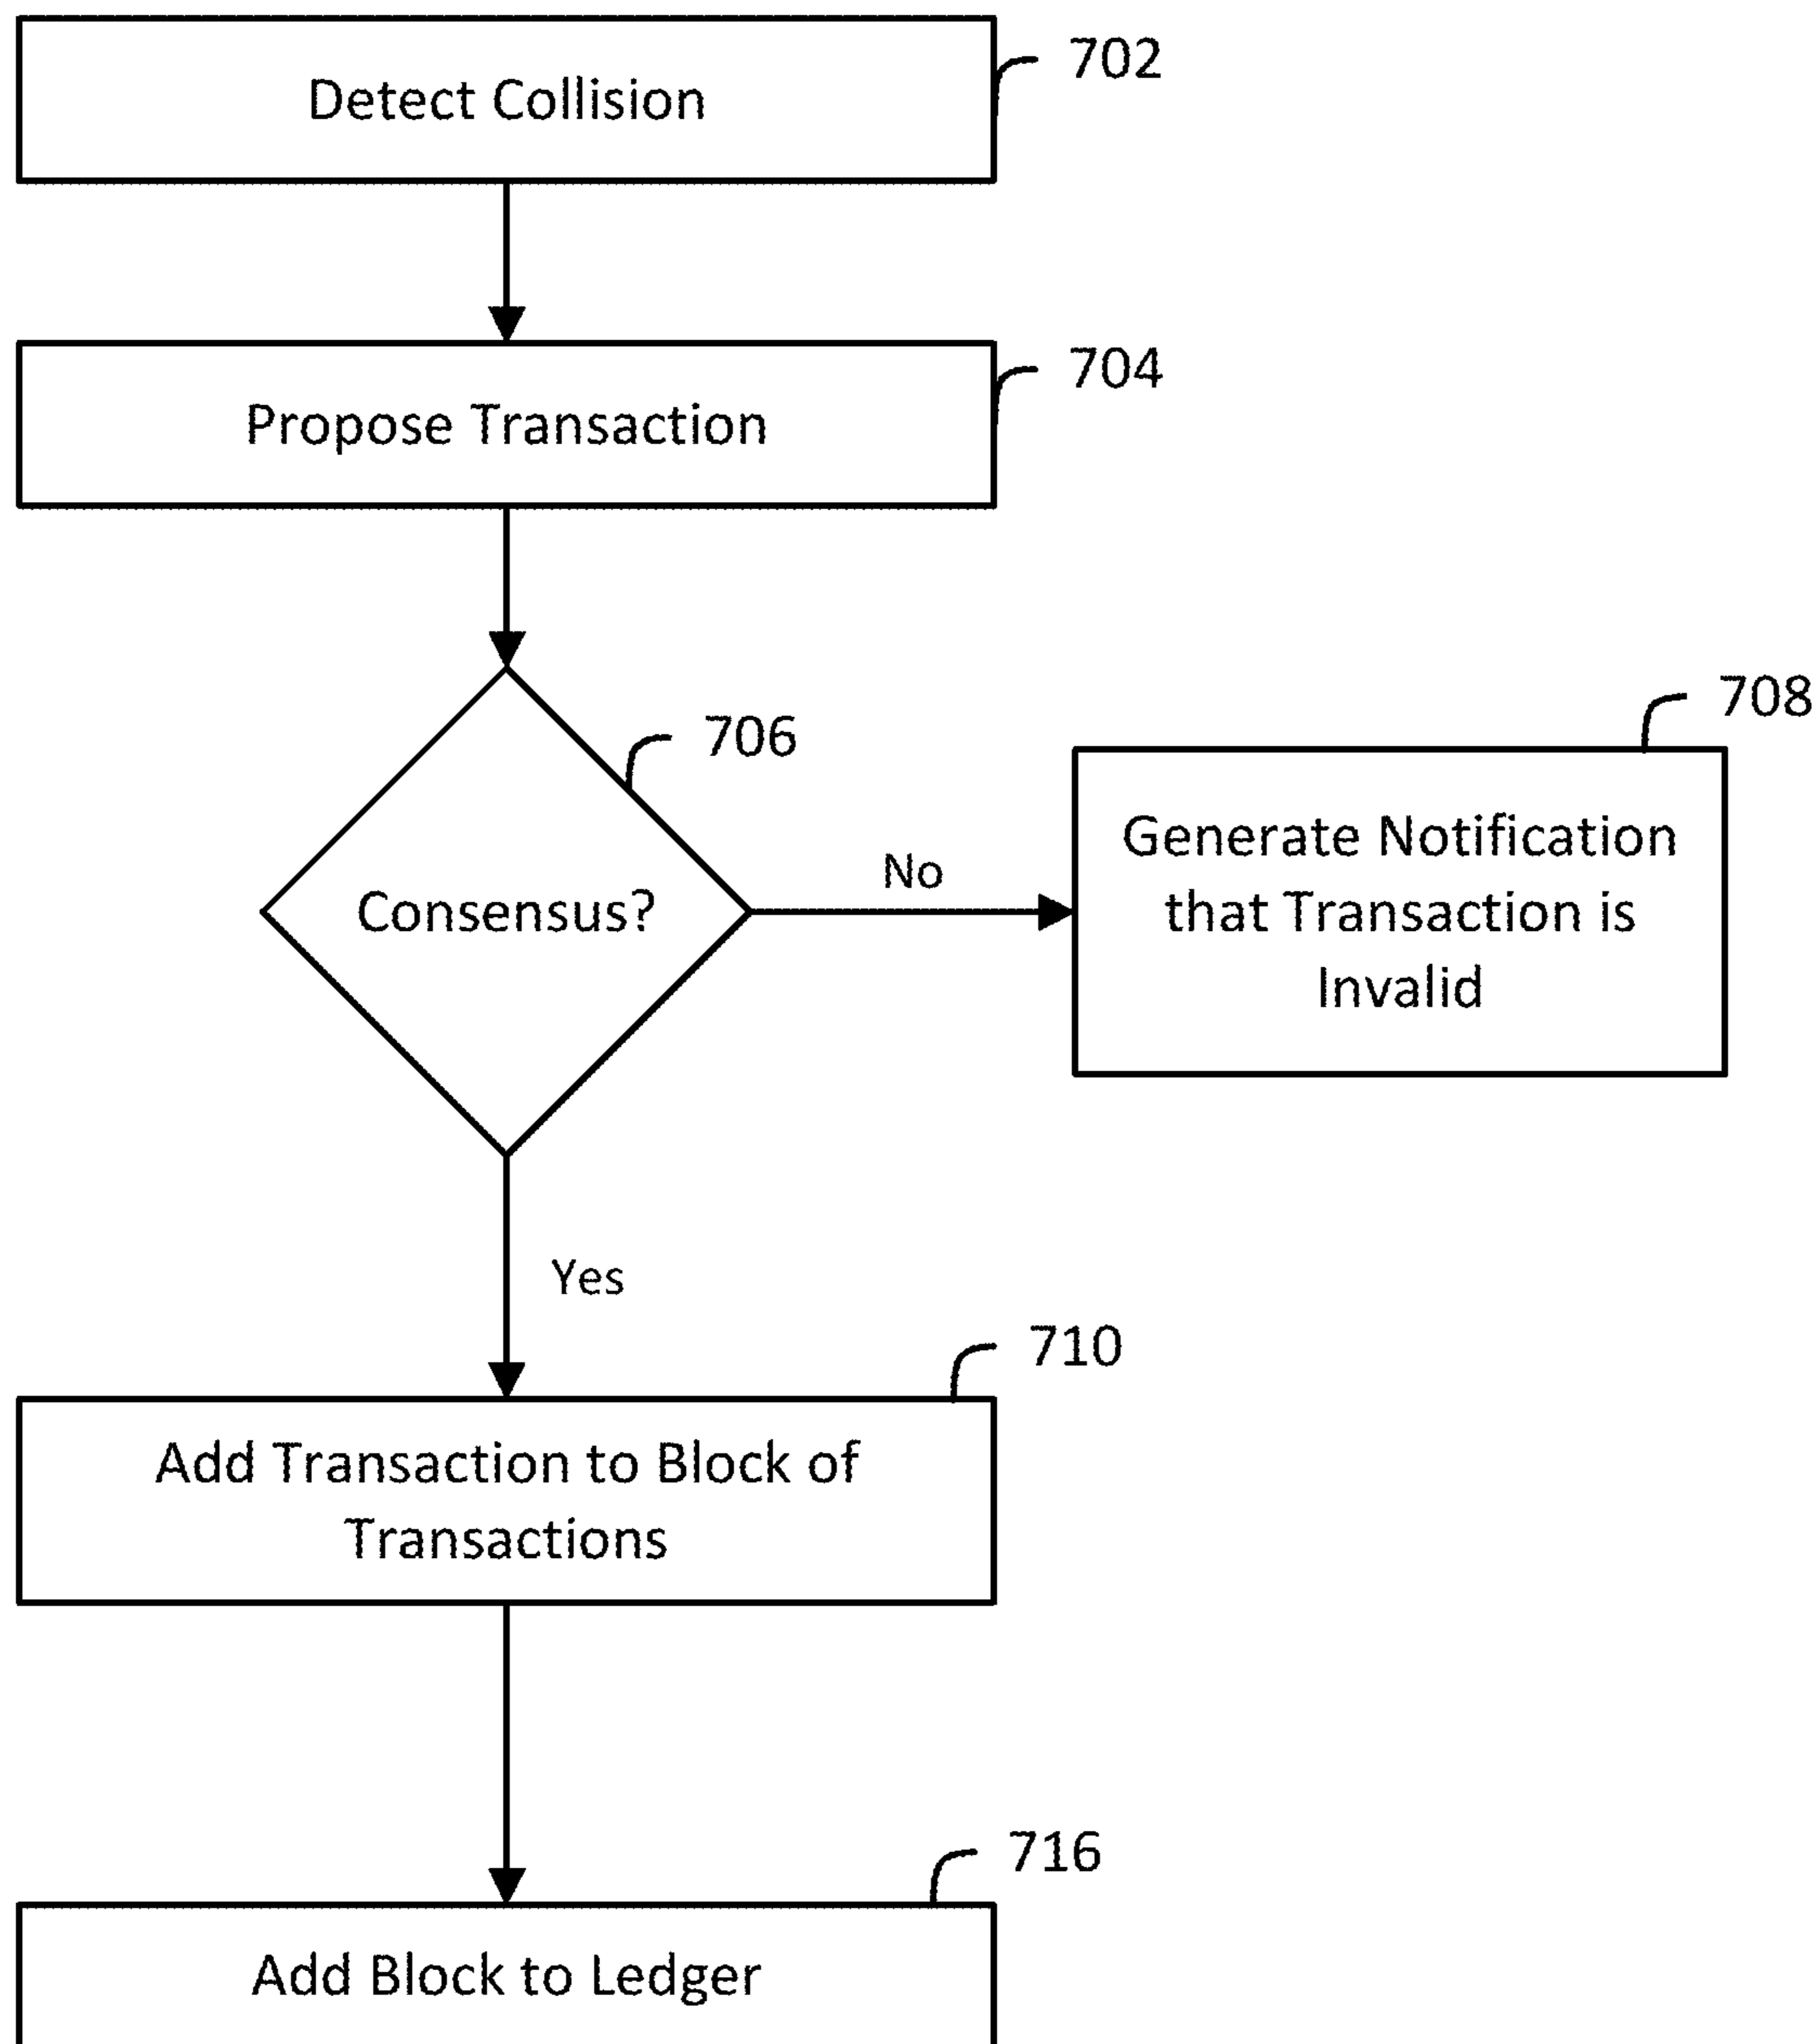 702
Detect Collision
704
Propose Transaction
706
708
Consensus?
No
Generate Notification
that Transaction is
Invalid
Yes
710
Add Transaction to Block of
Transactions
716
Add Block to Ledger